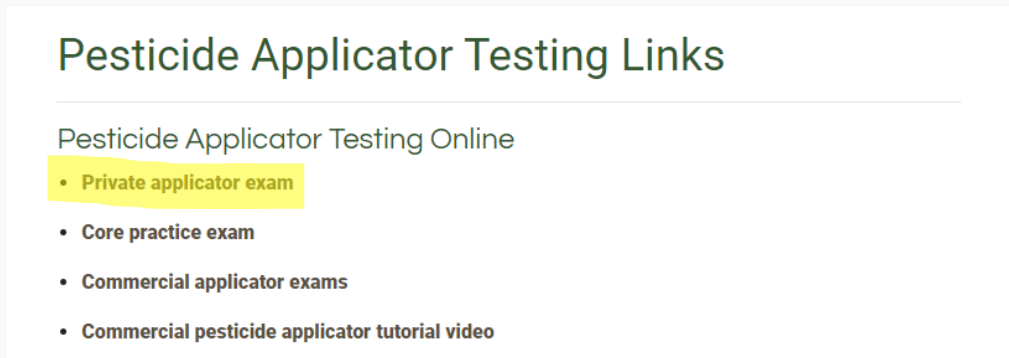 Pesticide Applicator Testing Links
Pesticide Applicator Testing Online
• Private applicator exam
• Core practice exam
• Commercial applicator exams
• Commercial pesticide applicator tutorial video